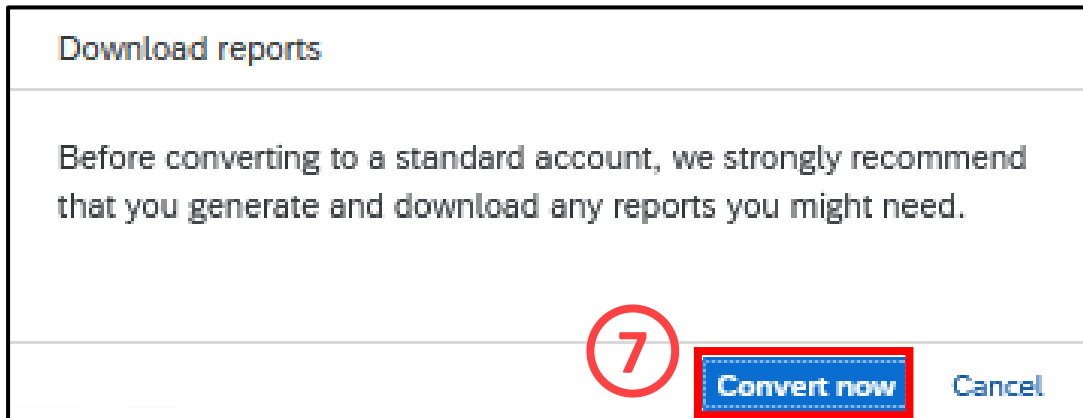 Download reports
Before converting to a standard account, we strongly recommend
that you generate and download any reports you might need.
7
Convert now Cancel